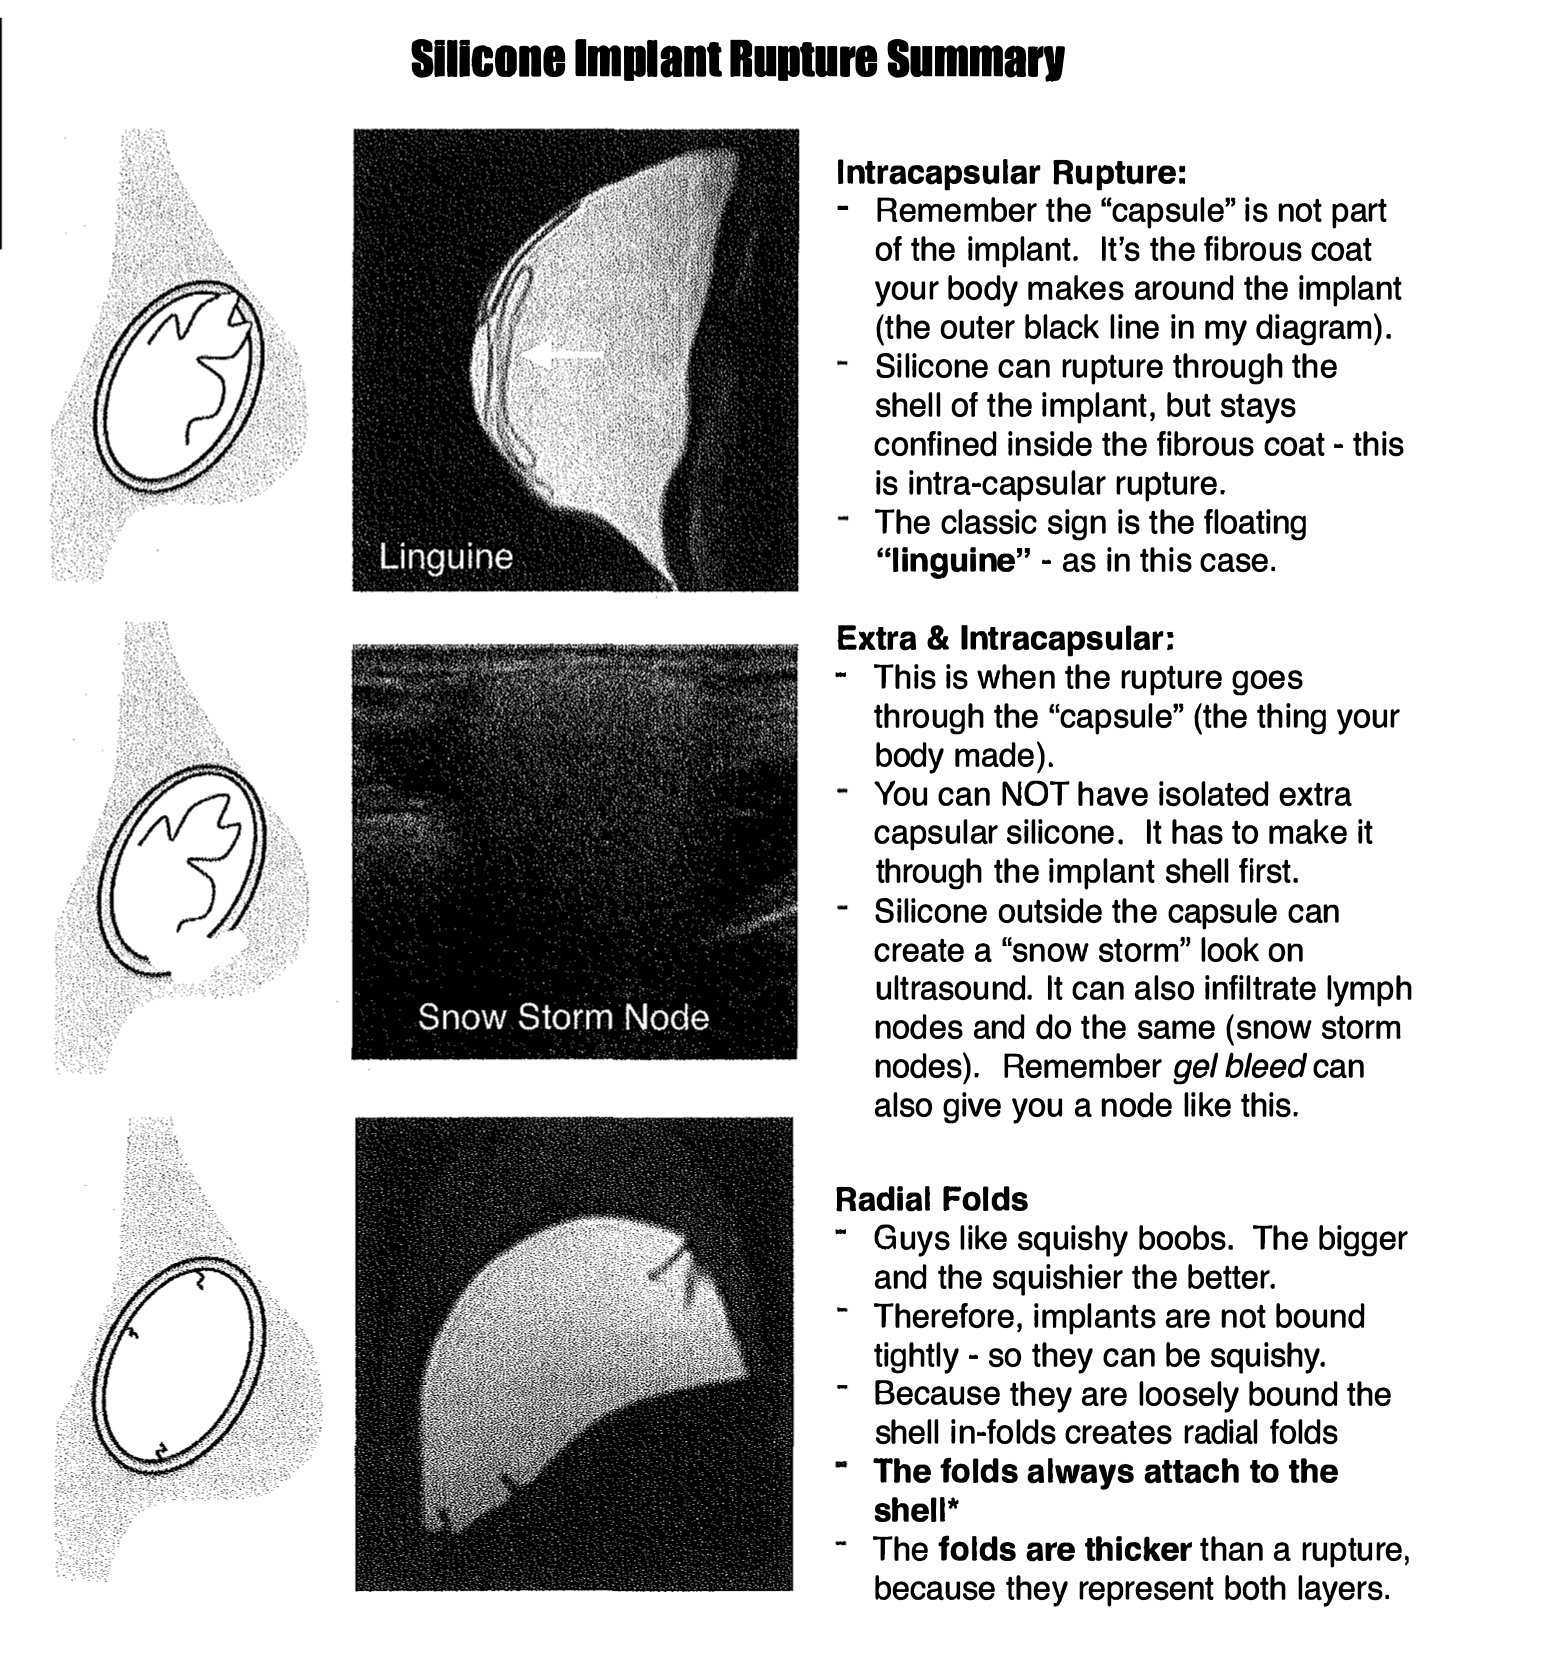 Silicone Implant Rupture Summary
Linguine
Intracapsular Rupture:
- Remember the “capsule” is not part
of the implant. It’s the fibrous coat
your body makes around the implant
(the outer black line in my diagram).
- Silicone can rupture through the
shell of the implant, but stays
confined inside the fibrous coat - this
is intra-capsular rupture.
- The classic sign is the floating
“linguine” - as in this case.
Snow Storm Node
Extra & Intracapsular:
- This is when the rupture goes
through the “capsule” (the thing your
body made).
- You can NOT have isolated extra
capsular silicone. It has to make it
through the implant shell first.
- Silicone outside the capsule can
create a “snow storm” look on
ultrasound. It can also infiltrate lymph
nodes and do the same (snow storm
nodes). Remember gel bleed can
also give you a node like this.
Radial Folds
- Guys like squishy boobs. The bigger
and the squishier the better.
- Therefore, implants are not bound
tightly - so they can be squishy.
- Because they are loosely bound the
shell in-folds creates radial folds
- The folds always attach to the
shell*
- The folds are thicker than a rupture,
because they represent both layers.